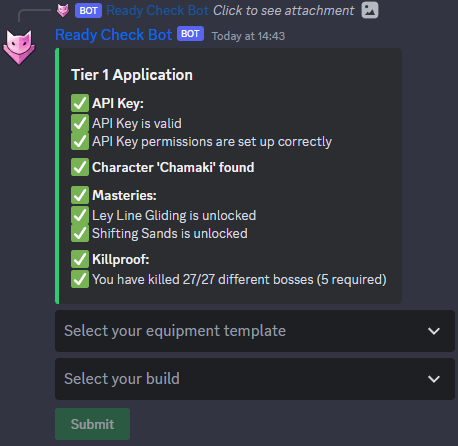 BOT Ready Check Bot Click to see attachment
Ready Check Bot BOT Today at 14:43
Tier 1 Application
✅ API Key:
✅ API Key is valid
✅ API Key permissions are set up correctly
✅ Character 'Chamaki' found
✅ Masteries:
✅ Ley Line Gliding is unlocked
✅ Shifting Sands is unlocked
✅ Killproof:
✅ You have killed 27/27 different bosses (5 required)
Select your equipment template
Select your build
Submit